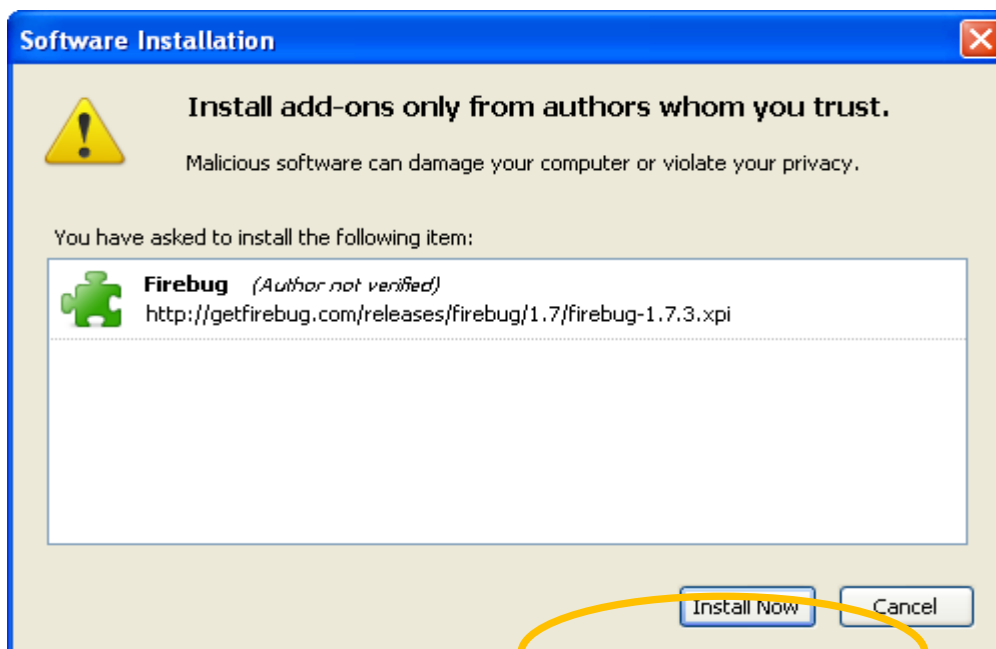 Software Installation
Install add-ons only from authors whom you trust.
Malicious software can damage your computer or violate your privacy.
You have asked to install the following item:
Firebug (Author not verified)
http://getfirebug.com/releases/firebug/1.7/firebug-1.7.3.xpi
Install Now Cancel